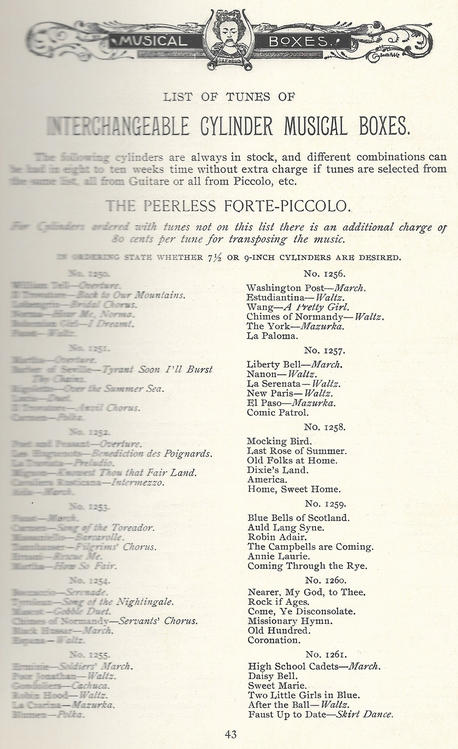 MUSICAL BOXES.
LIST OF TUNES OF
INTERCHANGEABLE CYLINDER MUSICAL BOXES.
The following cylinders are always in stock, and different combinations can
be had in eight to ten weeks time without extra charge if tunes are selected from
the same list, all from Guitare or all from Piccolo, etc.
THE PEERLESS FORTE-PICCOLO.
For Cylinders ordered with tunes not on this list there is an additional charge of
80 cents per tune for transposing the music.
IN ORDERING STATE WHETHER 7½ OR 9-INCH CYLINDERS ARE DESIRED.
No. 1250.
William Tell—Overture.
Il Trovatore—Back to Our Mountains.
Lohengrin—Bridal Chorus.
Norma—Hear Me, Norma.
Bohemian Girl—I Dreamt.
Faust—Waltz.
No. 1251.
Martha—Overture.
Barber of Seville—Tyrant Soon I'll Burst
Thy Chains.
Rigoletto—Over the Summer Sea.
Lucia—Duet.
Il Trovatore—Anvil Chorus.
Carmen—Polka.
No. 1252.
Poet and Peasant—Overture.
Les Huguenots—Benediction des Poignards.
La Traviata—Preludio.
Mignon—Knowest Thou that Fair Land.
Cavaliera Rusticana—Intermezzo.
Aida—March.
No. 1253.
Faust—March.
Carmen—Song of the Toreador.
Massaniello—Barcarolle.
Tannhauser—Pilgrims' Chorus.
Ernani—Rescue Me.
Martha—How So Fair.
No. 1254.
Boccaccio—Serenade.
Tyrolean—Song of the Nightingale.
Mascot—Gobble Duet.
Chimes of Normandy—Servants' Chorus.
Black Hussar—March.
Espana—Waltz.
No. 1255.
Erminie—Soldiers' March.
Poor Jonathan—Waltz.
Gondoliers—Cachuca.
Robin Hood—Waltz.
La Czarina—Mazurka.
Blumen—Polka.
No. 1256.
Washington Post—March.
Estudiantina—Waltz.
Wang—A Pretty Girl.
Chimes of Normandy—Waltz.
The York—Mazurka.
La Paloma.
No. 1257.
Liberty Bell—March.
Nanon—Waltz.
La Serenata—Waltz.
New Paris—Waltz.
El Paso—Mazurka.
Comic Patrol.
No. 1258.
Mocking Bird.
Last Rose of Summer.
Old Folks at Home.
Dixie's Land.
America.
Home, Sweet Home.
No. 1259.
Blue Bells of Scotland.
Auld Lang Syne.
Robin Adair.
The Campbells are Coming.
Annie Laurie.
Coming Through the Rye.
No. 1260.
Nearer, My God, to Thee.
Rock if Ages.
Come, Ye Disconsolate.
Missionary Hymn.
Old Hundred.
Coronation.
No. 1261.
High School Cadets—March.
Daisy Bell.
Sweet Marie.
Two Little Girls in Blue.
After the Ball—Waltz.
Faust Up to Date—Skirt Dance.
43